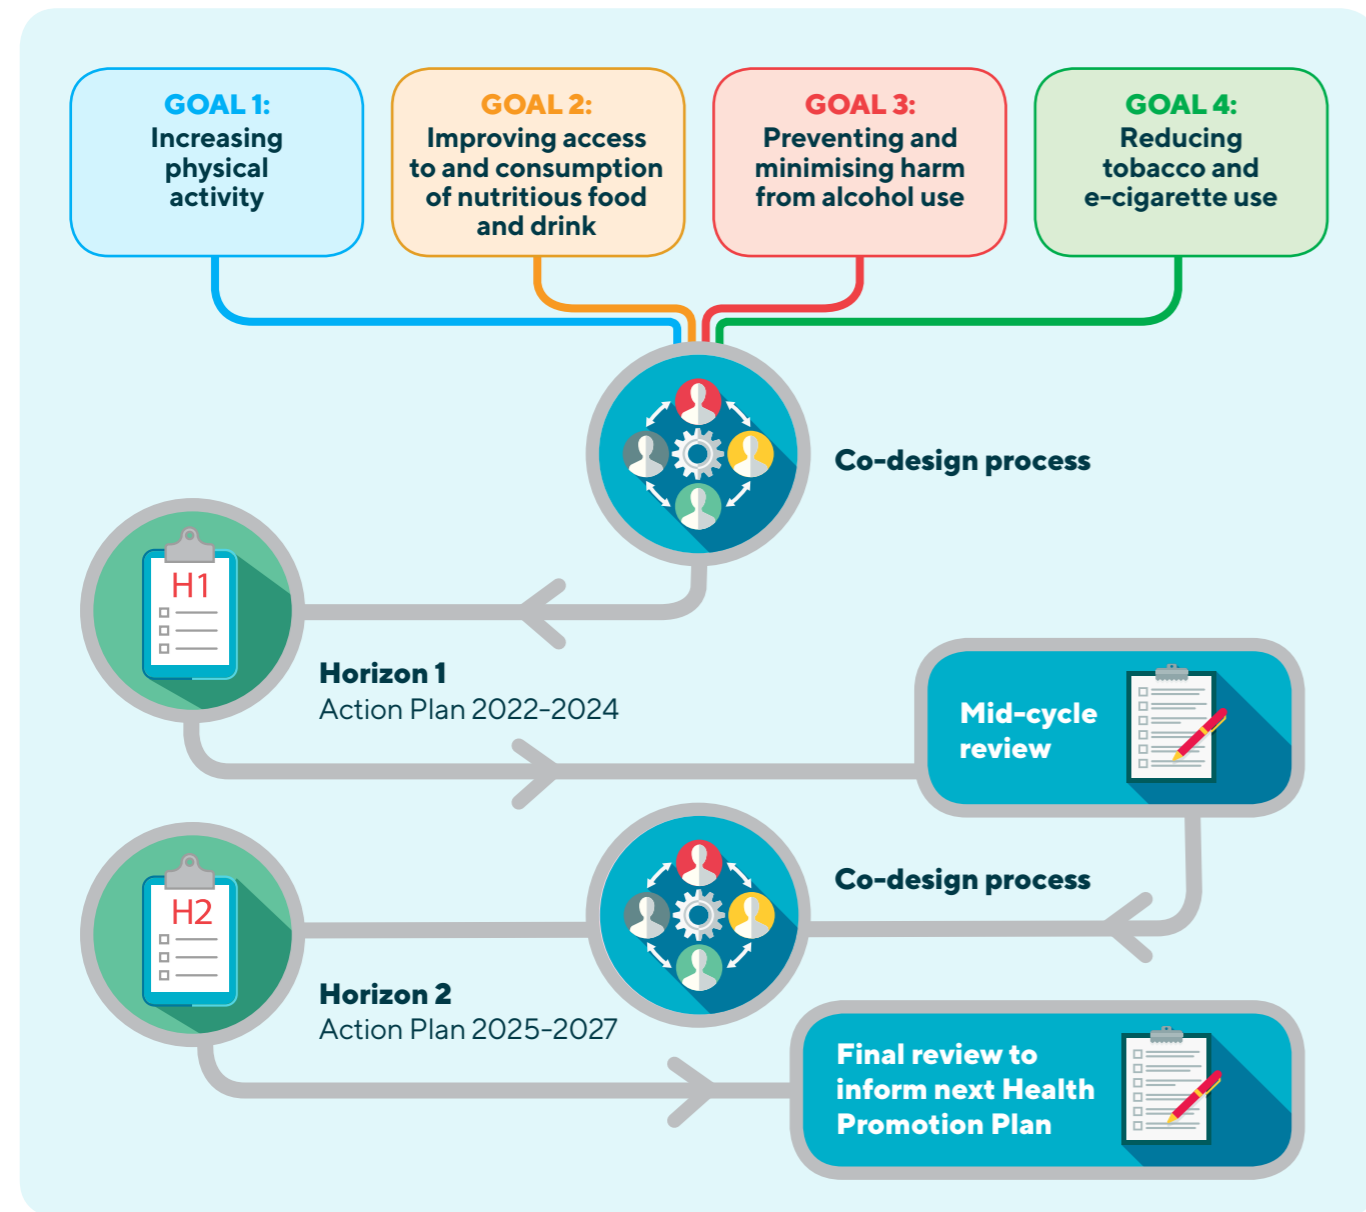 GOAL 1:
Increasing
physical
activity
GOAL 2:
Improving access
to and consumption
of nutritious food
and drink
GOAL 3:
Preventing and
minimising harm
from alcohol use
GOAL 4:
Reducing
tobacco and
e-cigarette use
Co-design process
H1
Horizon 1
Action Plan 2022-2024
Mid-cycle
review
Co-design process
H2
Horizon 2
Action Plan 2025-2027
Final review to
inform next Health
Promotion Plan